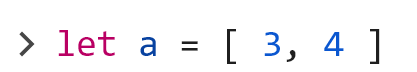 > let a = [ 3, 4 ]